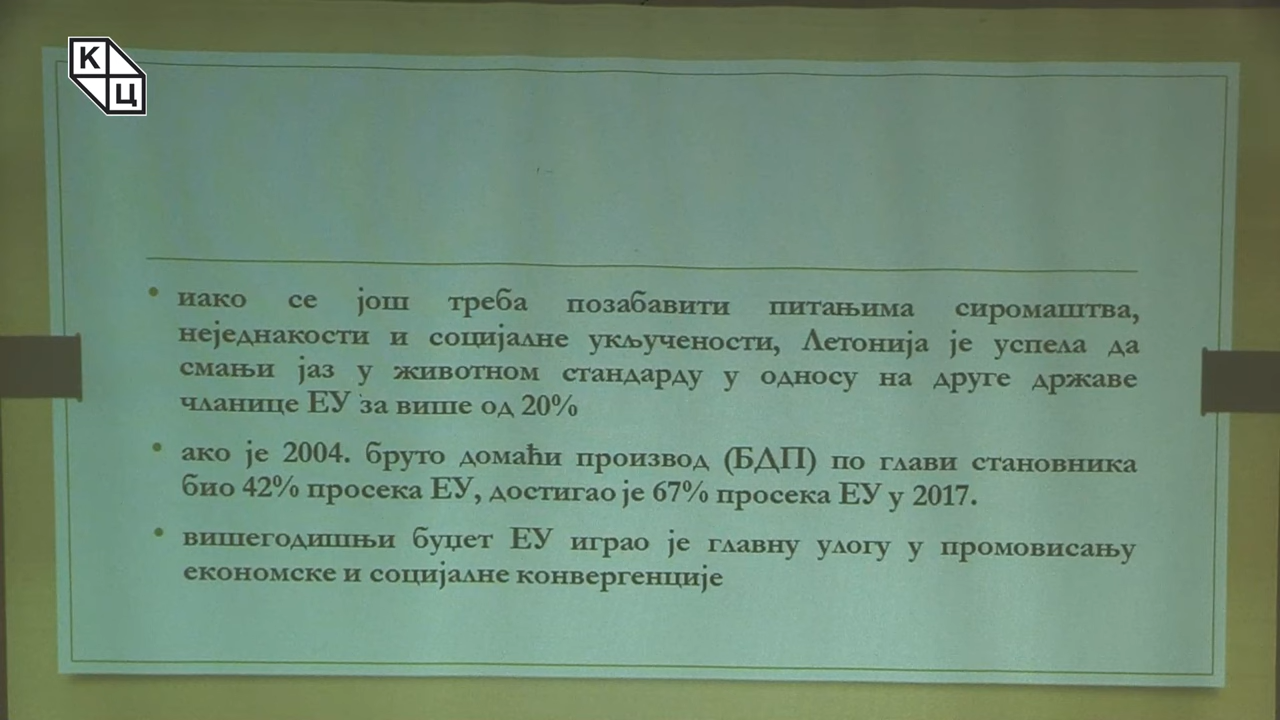 К
Ц
• иако се још треба позабавити питањима сиромаштва,
неједнакости и социјалне укључености, Летонија је успела да
смањи јаз у животном стандарду у односу на друге државе
чланице ЕУ за више од 20%
• ако је 2004. бруто домаћи производ (БДП) по глави становника
био 42% просека ЕУ, достигао је 67% просека ЕУ у 2017.
• вишегодишњи буџет ЕУ играо је главну улогу у промовисању
економске и социјалне конвергенције